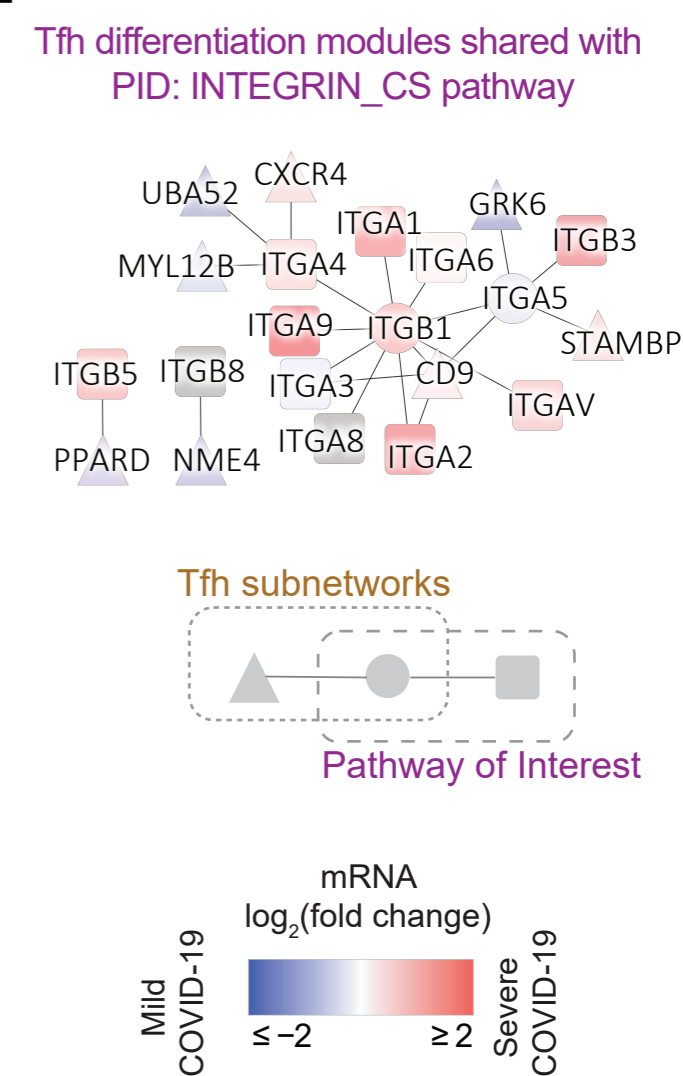 Tfh differentiation modules shared with
PID: INTEGRIN_CS pathway
CXCR4
UBA52
GRK6
ITGA1
ITGB3
ITGA6
MYL12B
ITGA4
ITGA5
ITGA9
ITGB1
STAMBP
ITGB5
ITGB8
ITGA3
CD9
ITGAV
ITGA8
PPARD
NME4
ITGA2
Tfh subnetworks
Pathway of Interest
mRNA
log2(fold change)
Mild
COVID-19
Severe
COVID-19
≤ −2
≥ 2